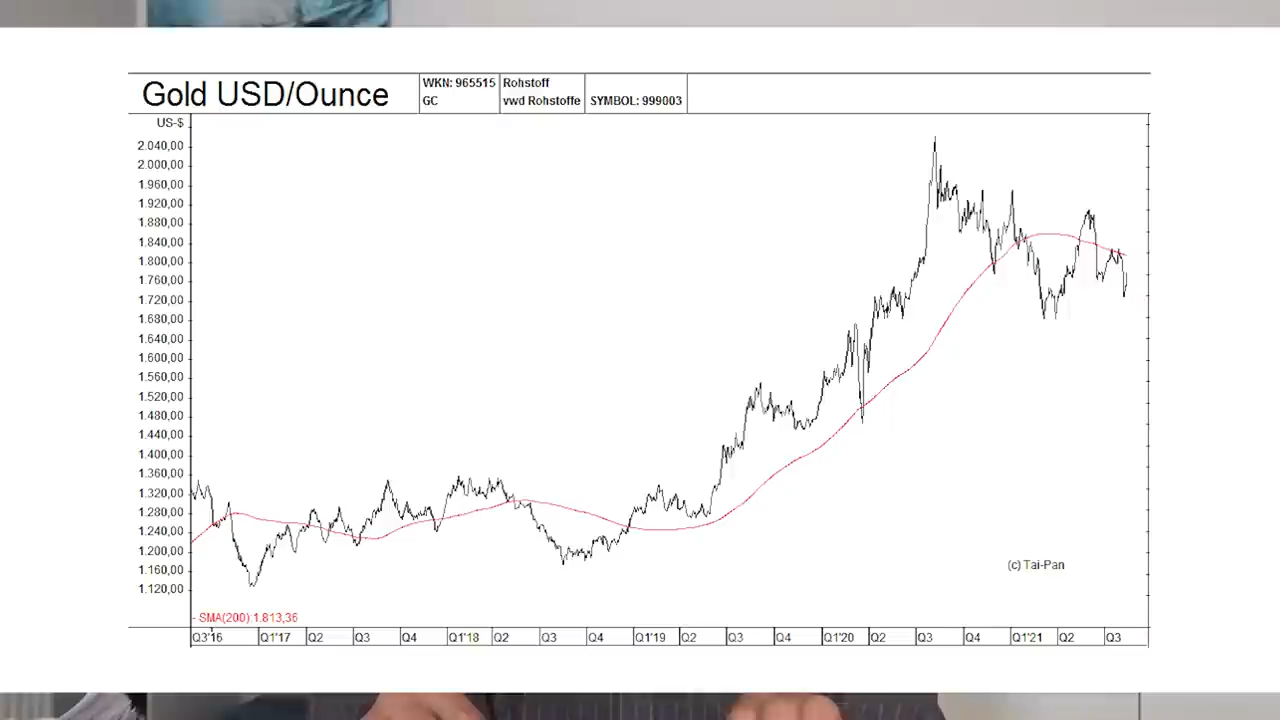 Gold USD/Ounce
WKN: 965515
GC
Rohstoff
vwd Rohstoffe
SYMBOL: 999003
US-$
2.040,00
2.000,00
1.960,00
1.920,00
1.880,00
1.840,00
1.800,00
1.760,00
1.720,00
1.680,00
1.640,00
1.600,00
1.560,00
1.520,00
1.480,00
1.440,00
1.400,00
1.360,00
1.320,00
1.280,00
1.240,00
1.200,00
1.160,00
1.120,00
(c) Tai-Pan
- SMA(200):1.813,36
Q3'16 Q1'17 Q2 Q3 Q4 Q1'18 Q2 Q3 Q4 Q1'19 Q2 Q3 Q4 Q1'20 Q2 Q3 Q4 Q1'21 Q2 Q3